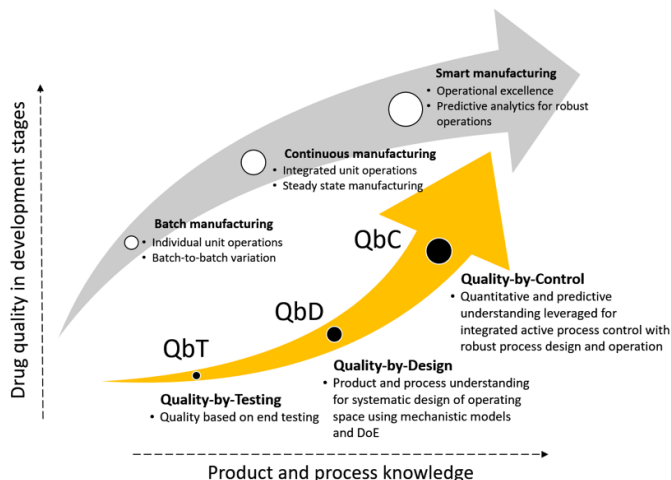 Drug quality in development stages
Smart manufacturing
• Operational excellence
• Predictive analytics for robust
operations
Continuous manufacturing
• Integrated unit operations
• Steady state manufacturing
Batch manufacturing
• Individual unit operations
• Batch-to-batch variation
QbC
Quality-by-Control
• Quantitative and predictive
understanding leveraged for
integrated active process control with
robust process design and operation
QbD
Quality-by-Design
• Product and process understanding
for systematic design of operating
space using mechanistic models
and DoE
QbT
Quality-by-Testing
• Quality based on end testing
Product and process knowledge